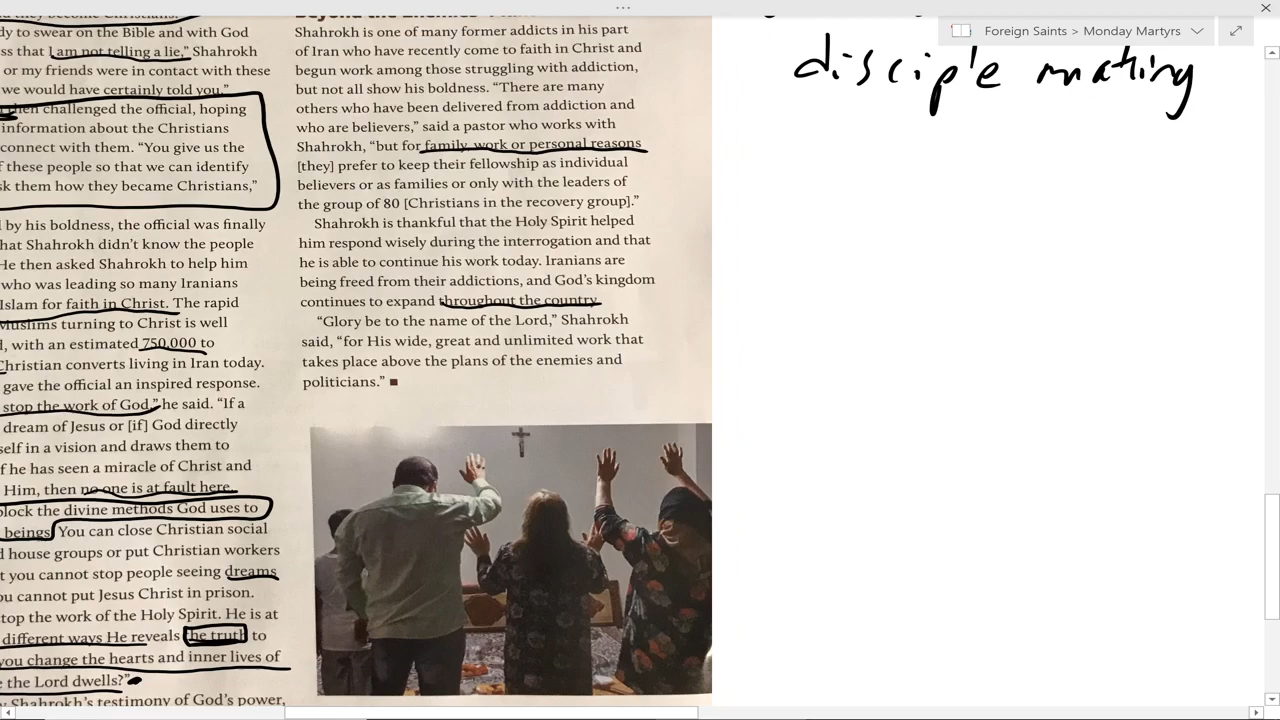 Foreign Saints > Monday Martyrs
disciple making
dy to swear on the Bible and with God
ss that I am not telling a lie,” Shahrokh
or my friends were in contact with these
we would have certainly told you.”
challenged the official, hoping
information about the Christians
connect with them. “You give us the
f these people so that we can identify
sk them how they became Christians,”
l by his boldness, the official was finally
hat Shahrokh didn’t know the people
He then asked Shahrokh to help him
who was leading so many Iranians
Islam for faith in Christ. The rapid
Muslims turning to Christ is well
d, with an estimated 750,000 to
Christian converts living in Iran today.
gave the official an inspired response.
stop the work of God,” he said. “If a
dream of Jesus or [if] God directly
self in a vision and draws them to
f he has seen a miracle of Christ and
Him, then no one is at fault here.
block the divine methods God uses to
beings. You can close Christian social
d house groups or put Christian workers
t you cannot stop people seeing dreams
ou cannot put Jesus Christ in prison.
top the work of the Holy Spirit. He is at
different ways He reveals the truth to
you change the hearts and inner lives of
e the Lord dwells?”
Shahrokh’s testimony of God’s power,
Shahrokh is one of many former addicts in his part
of Iran who have recently come to faith in Christ and
begun work among those struggling with addiction,
but not all show his boldness. “There are many
others who have been delivered from addiction and
who are believers,” said a pastor who works with
Shahrokh, “but for family, work or personal reasons
[they] prefer to keep their fellowship as individual
believers or as families or only with the leaders of
the group of 80 [Christians in the recovery group].”
Shahrokh is thankful that the Holy Spirit helped
him respond wisely during the interrogation and that
he is able to continue his work today. Iranians are
being freed from their addictions, and God’s kingdom
continues to expand throughout the country.
“Glory be to the name of the Lord,” Shahrokh
said, “for His wide, great and unlimited work that
takes place above the plans of the enemies and
politicians.” ■